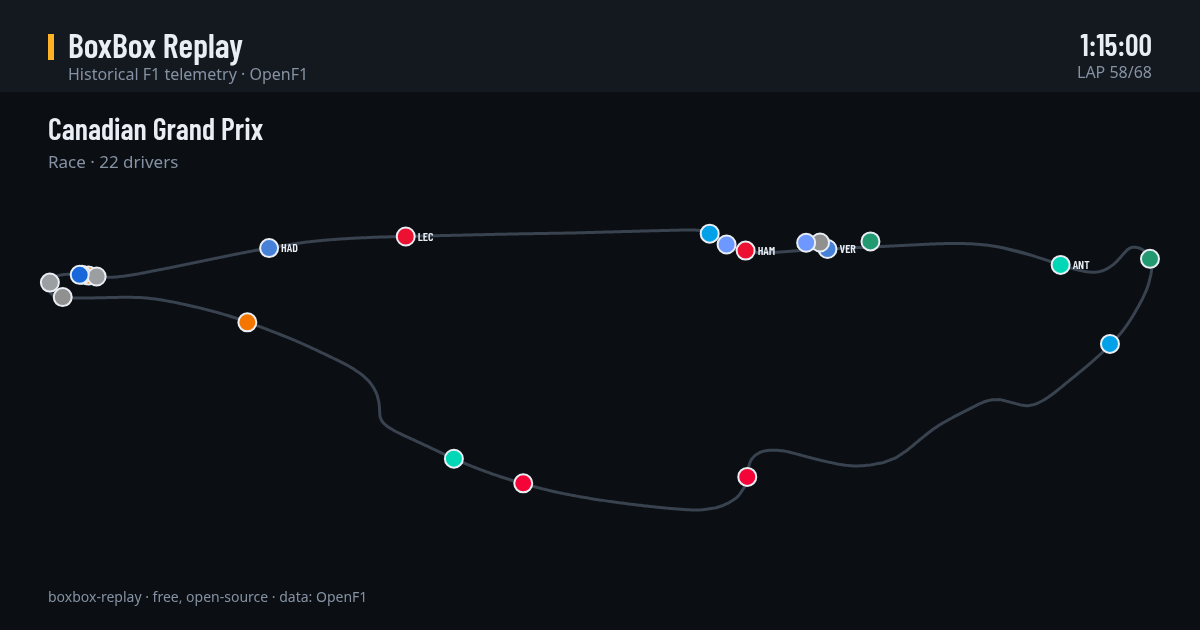 BoxBox Replay
Historical F1 telemetry · OpenF1
1:15:00
LAP 58/68
Canadian Grand Prix
Race · 22 drivers
HAD
LEC
HAM
VER
ANT
boxbox-replay · free, open-source · data: OpenF1